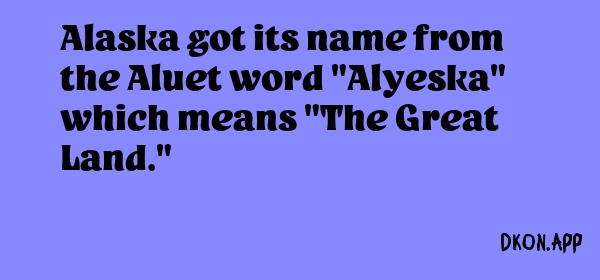 Alaska got its name from
the Aluet word "Alyeska"
which means "The Great
Land."
DKON.APP